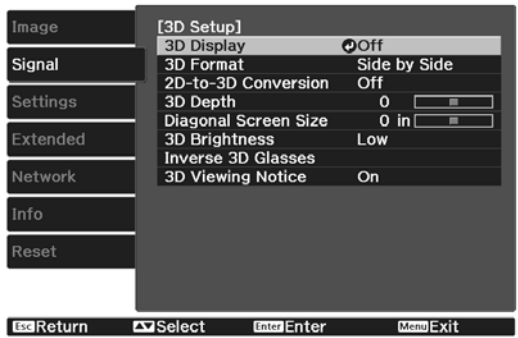 Image
Signal
Settings
Extended
Network
Info
Reset
[3D Setup]
3D Display Off
3D Format Side by Side
2D-to-3D Conversion Off
3D Depth 0
Diagonal Screen Size 0 in
3D Brightness Low
Inverse 3D Glasses
3D Viewing Notice On
Esc Return Select Enter Enter Menu Exit